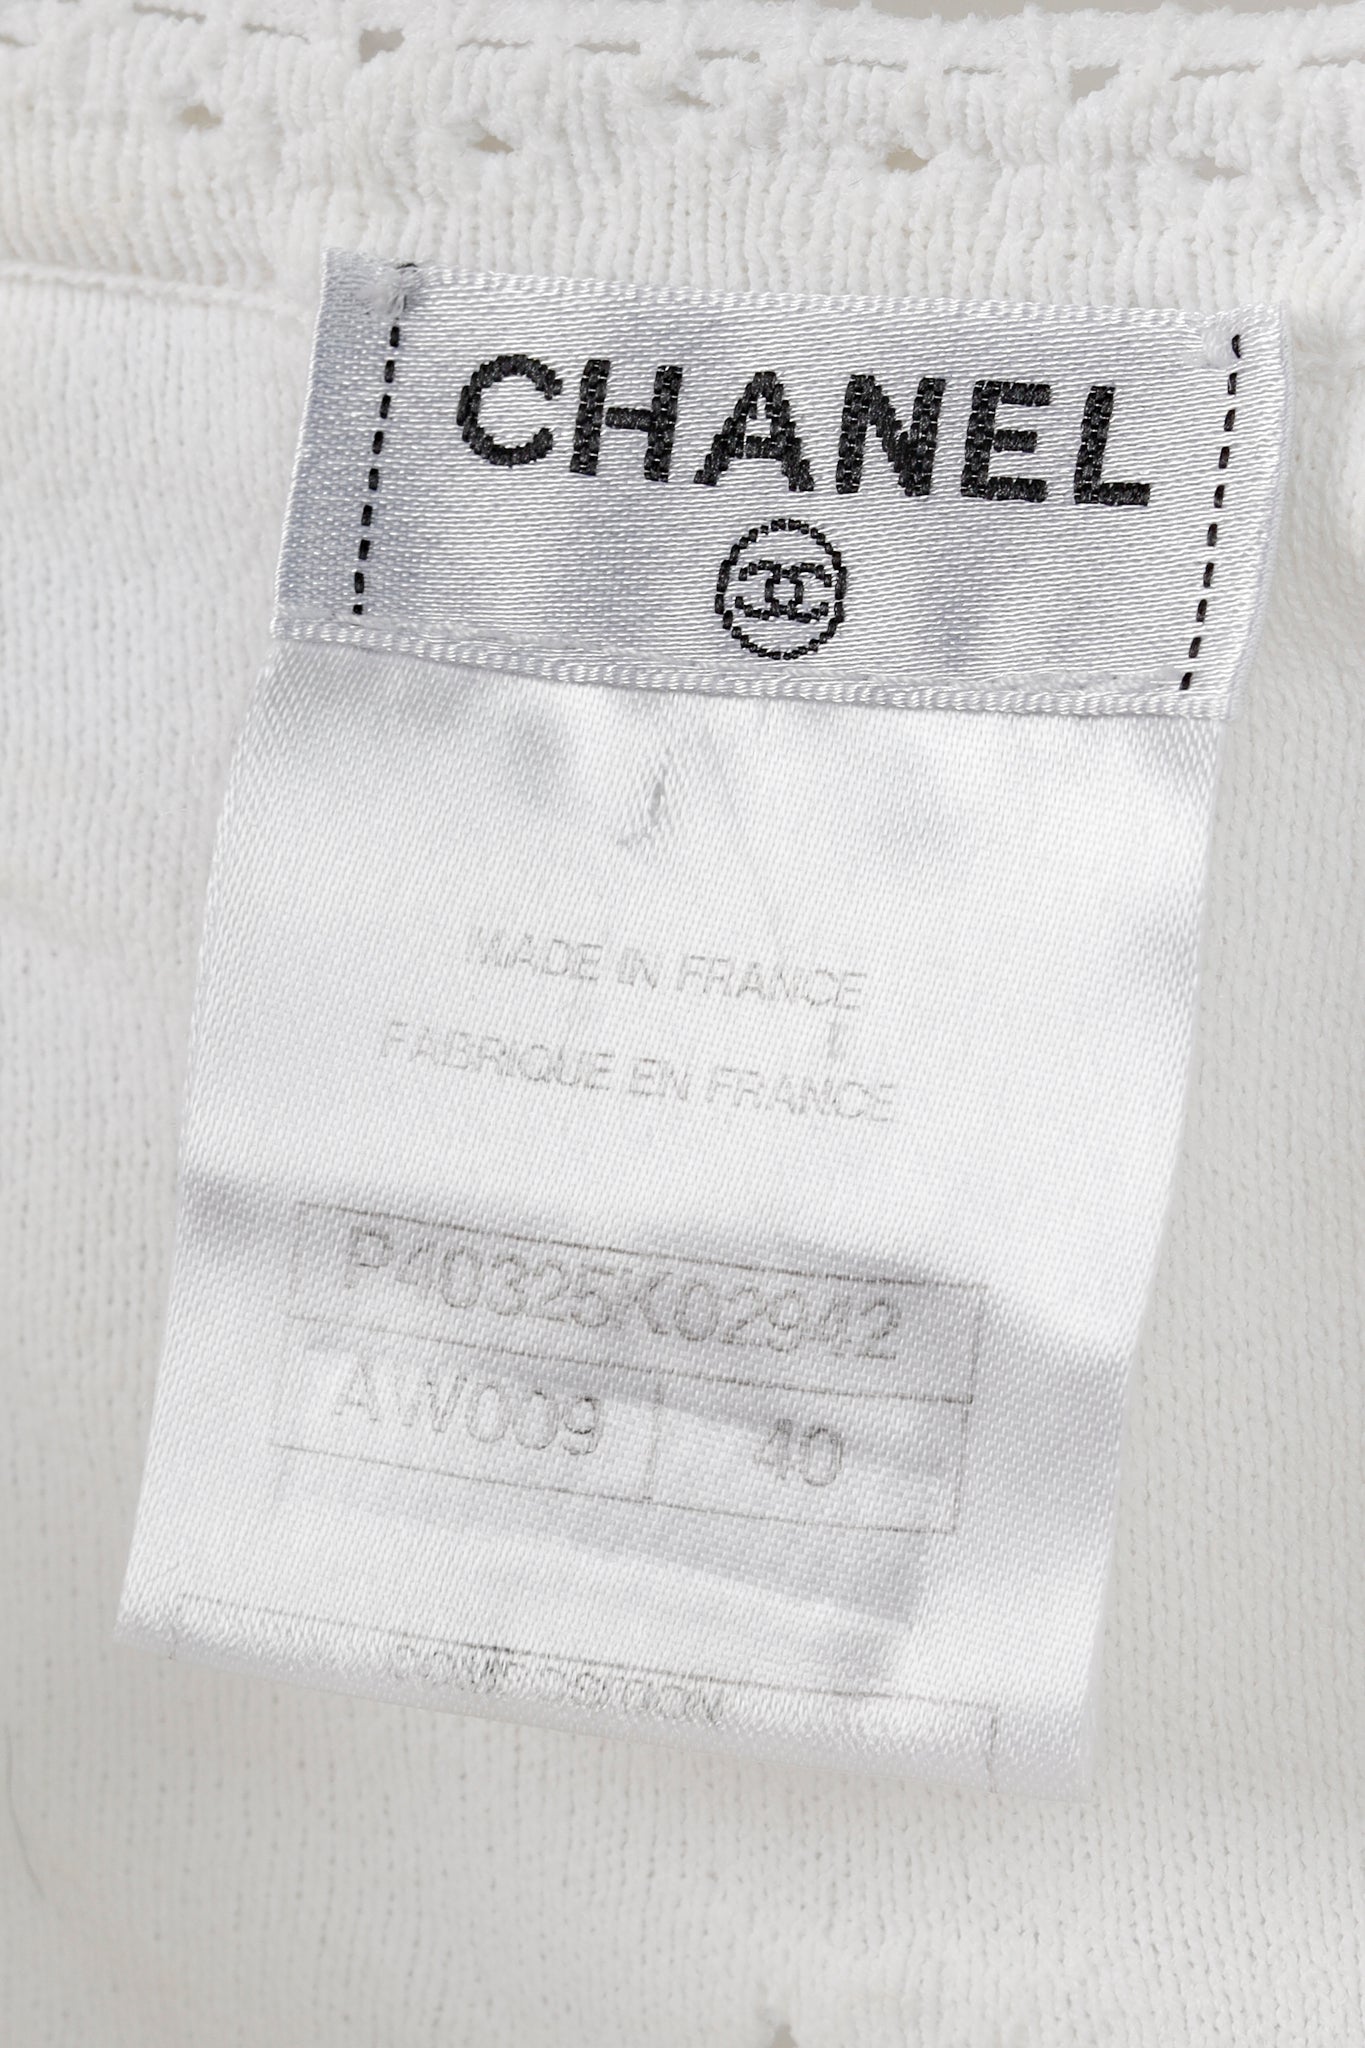 CHANEL
MADE IN FRANCE
FABRIQUE EN FRANCE
P40325K02942
AW009 40